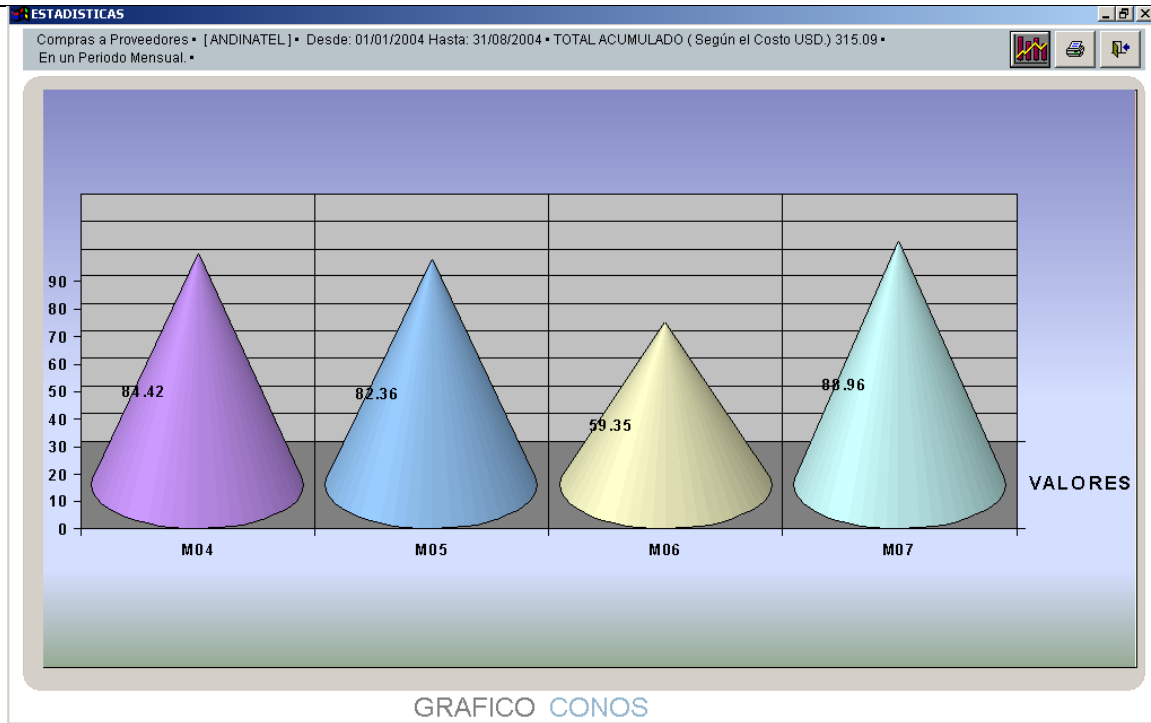 ESTADISTICAS
Compras a Proveedores ▪ [ ANDINATEL ] ▪ Desde: 01/01/2004 Hasta: 31/08/2004 ▪ TOTAL ACUMULADO ( Según el Costo USD.) 315.09 ▪
En un Periodo Mensual. ▪
90
80
70
60
50
40
30
20
10
0
84.42
82.36
59.35
88.96
VALORES
M04
M05
M06
M07
GRAFICO CONOS